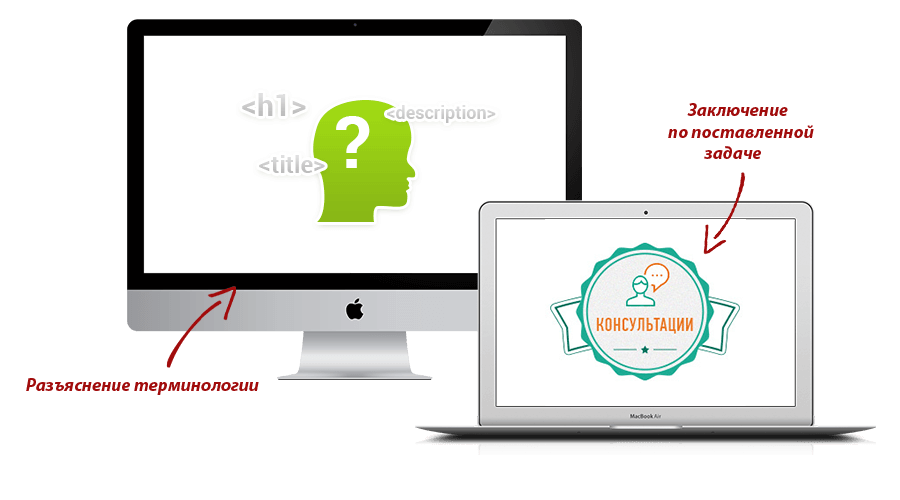 <h1>
<description>
?
<title>
Заключение
по поставленной
задаче
КОНСУЛЬТАЦИИ
Разъяснение терминологии
MacBook Air